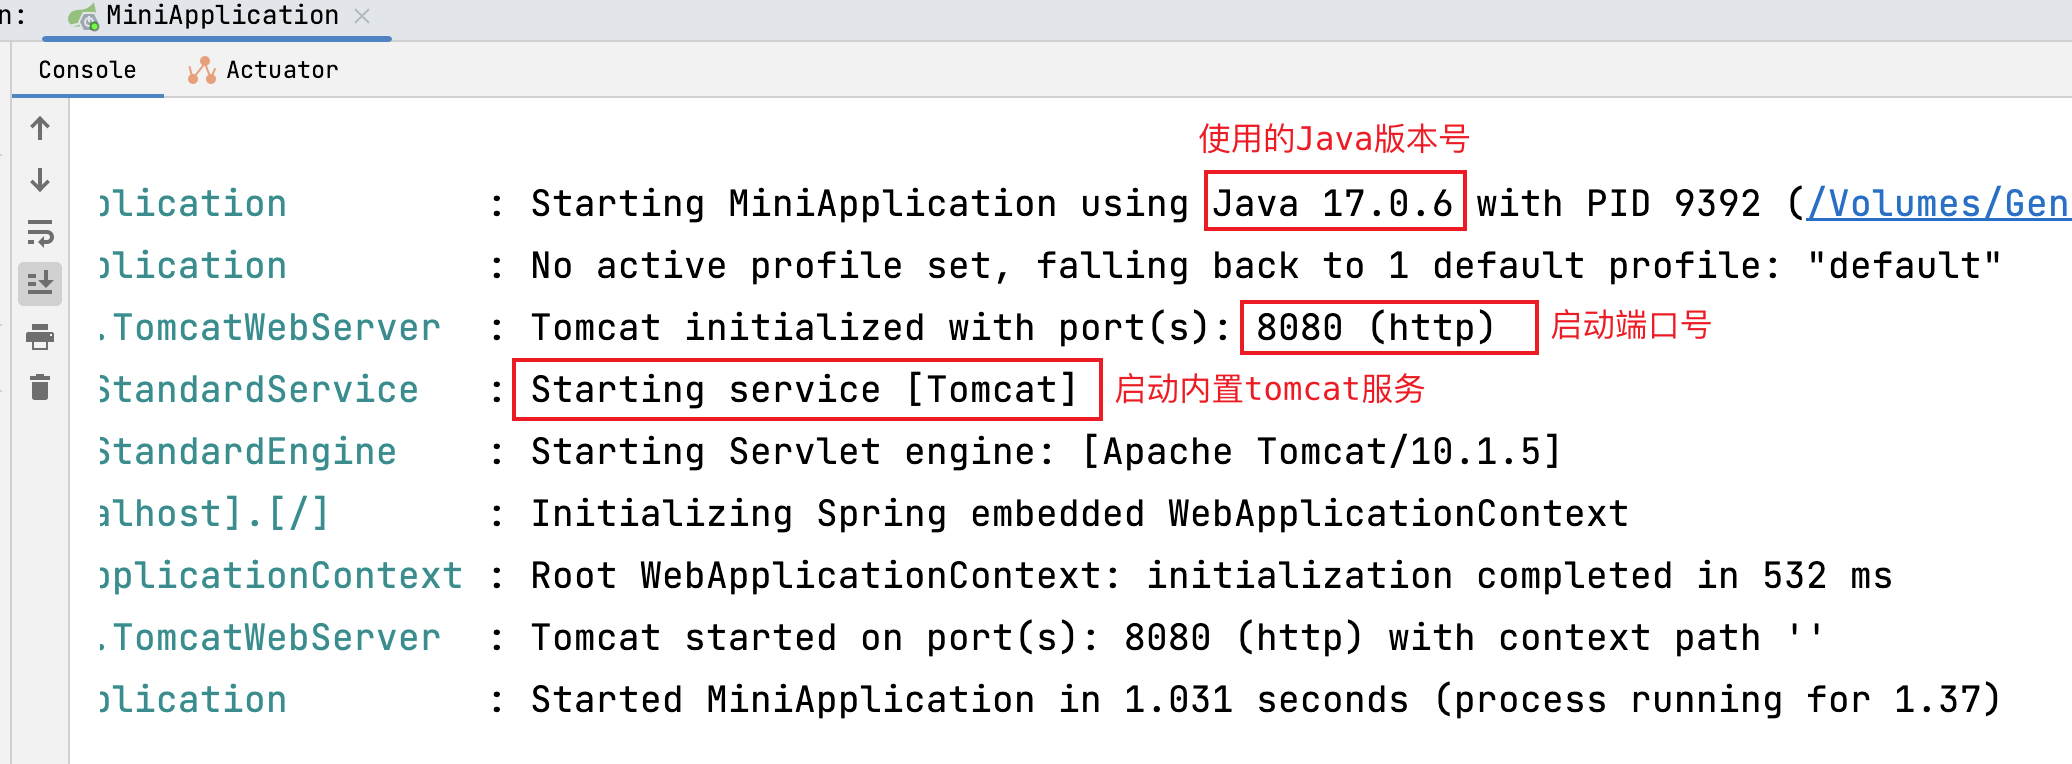 n: MiniApplication
Console Actuator
使用的Java版本号
plication : Starting MiniApplication using Java 17.0.6 with PID 9392 (/Volumes/Gen
plication : No active profile set, falling back to 1 default profile: "default"
.TomcatWebServer : Tomcat initialized with port(s): 8080 (http) 启动端口号
StandardService : Starting service [Tomcat] 启动内置tomcat服务
StandardEngine : Starting Servlet engine: [Apache Tomcat/10.1.5]
alhost].[/] : Initializing Spring embedded WebApplicationContext
pplicationContext : Root WebApplicationContext: initialization completed in 532 ms
.TomcatWebServer : Tomcat started on port(s): 8080 (http) with context path ''
plication : Started MiniApplication in 1.031 seconds (process running for 1.37)